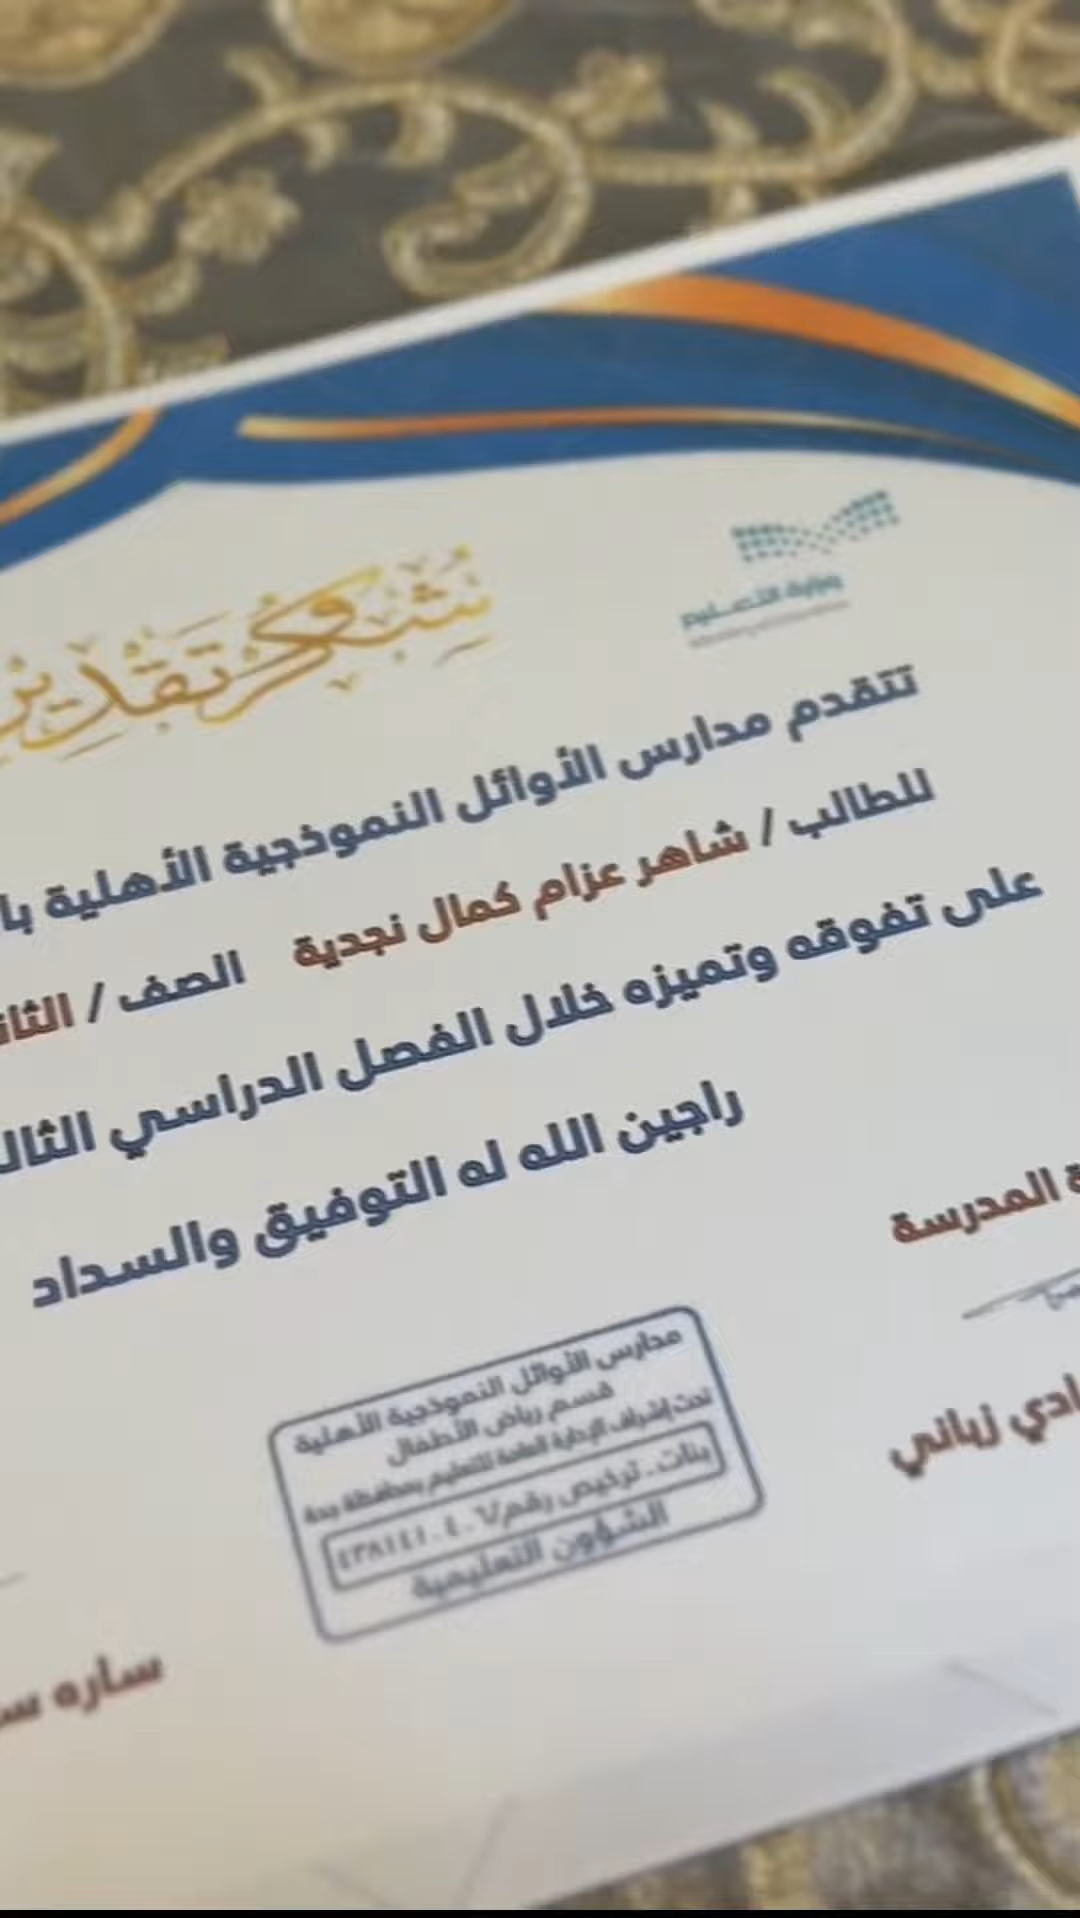 وزارة التعليم
شكر وتقدير
تتقدم مدارس الأوائل النموذجية الأهلية
للطالب / شاهر عزام كمال نجدية الصف /
على تفوقه وتميزه خلال الفصل الدراسي
راجين الله له التوفيق والسداد
المدرسة
زباني
مدارس الأوائل النموذجية الأهلية
قسم رياض الأطفال
تحت إشراف الإدارة العامة للتعليم بمحافظة جدة
بنات - ترخيص رقم/
الشؤون التعليمية
ساره